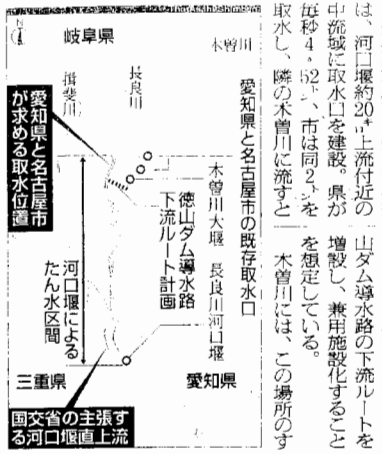 は、河口堰約20㌔上流付近の
中流域に取水口を建設。県が
毎秒4・52㌧、市は同2㌧を
取水し、隣の木曽川に流すと
山ダム導水路の下流ルートを
増設し、兼用施設化すること
を想定している。
木曽川には、この場所のす
N
岐阜県
木曽川
長良川
揖斐川
愛知県と名古屋市の既存取水口
愛知県と名古屋市
が求める取水位置
木曽川大堰
長良川河口堰
徳山ダム導水路
下流ルート計画
河口堰による
たん水区間
三重県
愛知県
国交省の主張す
る河口堰直上流